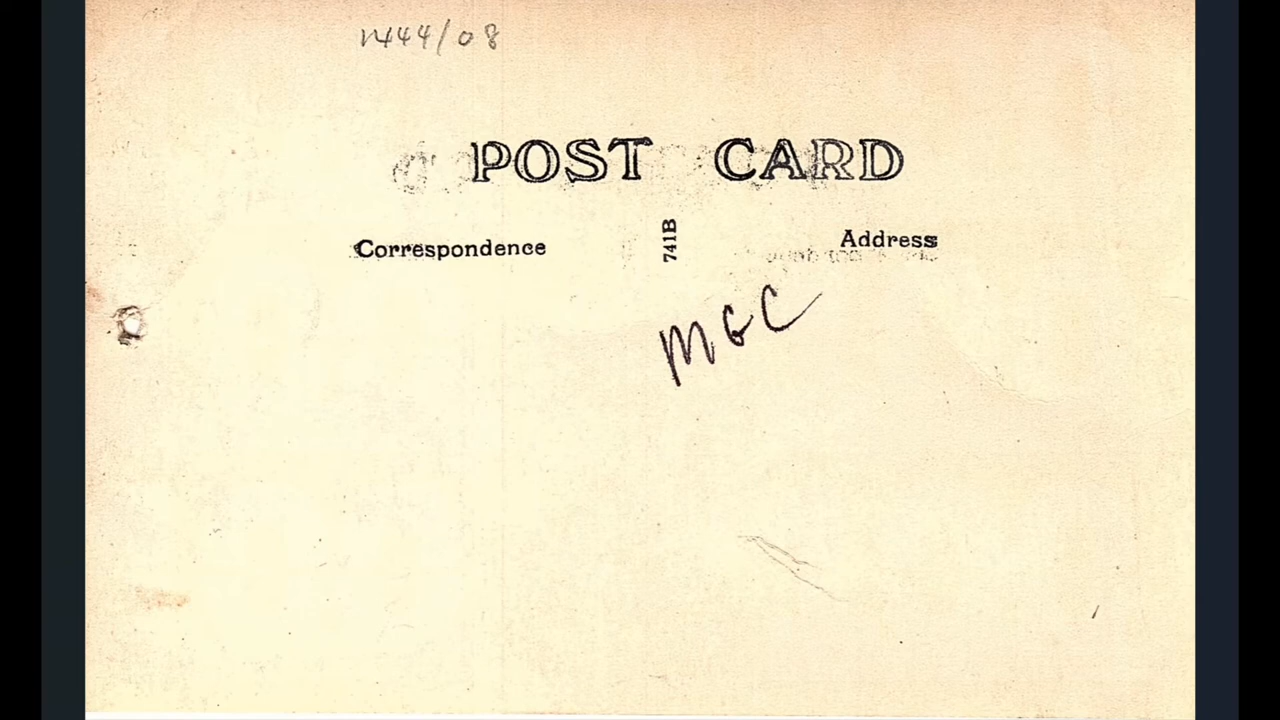 1444/08
POST CARD
Correspondence
741B
Address
MGC